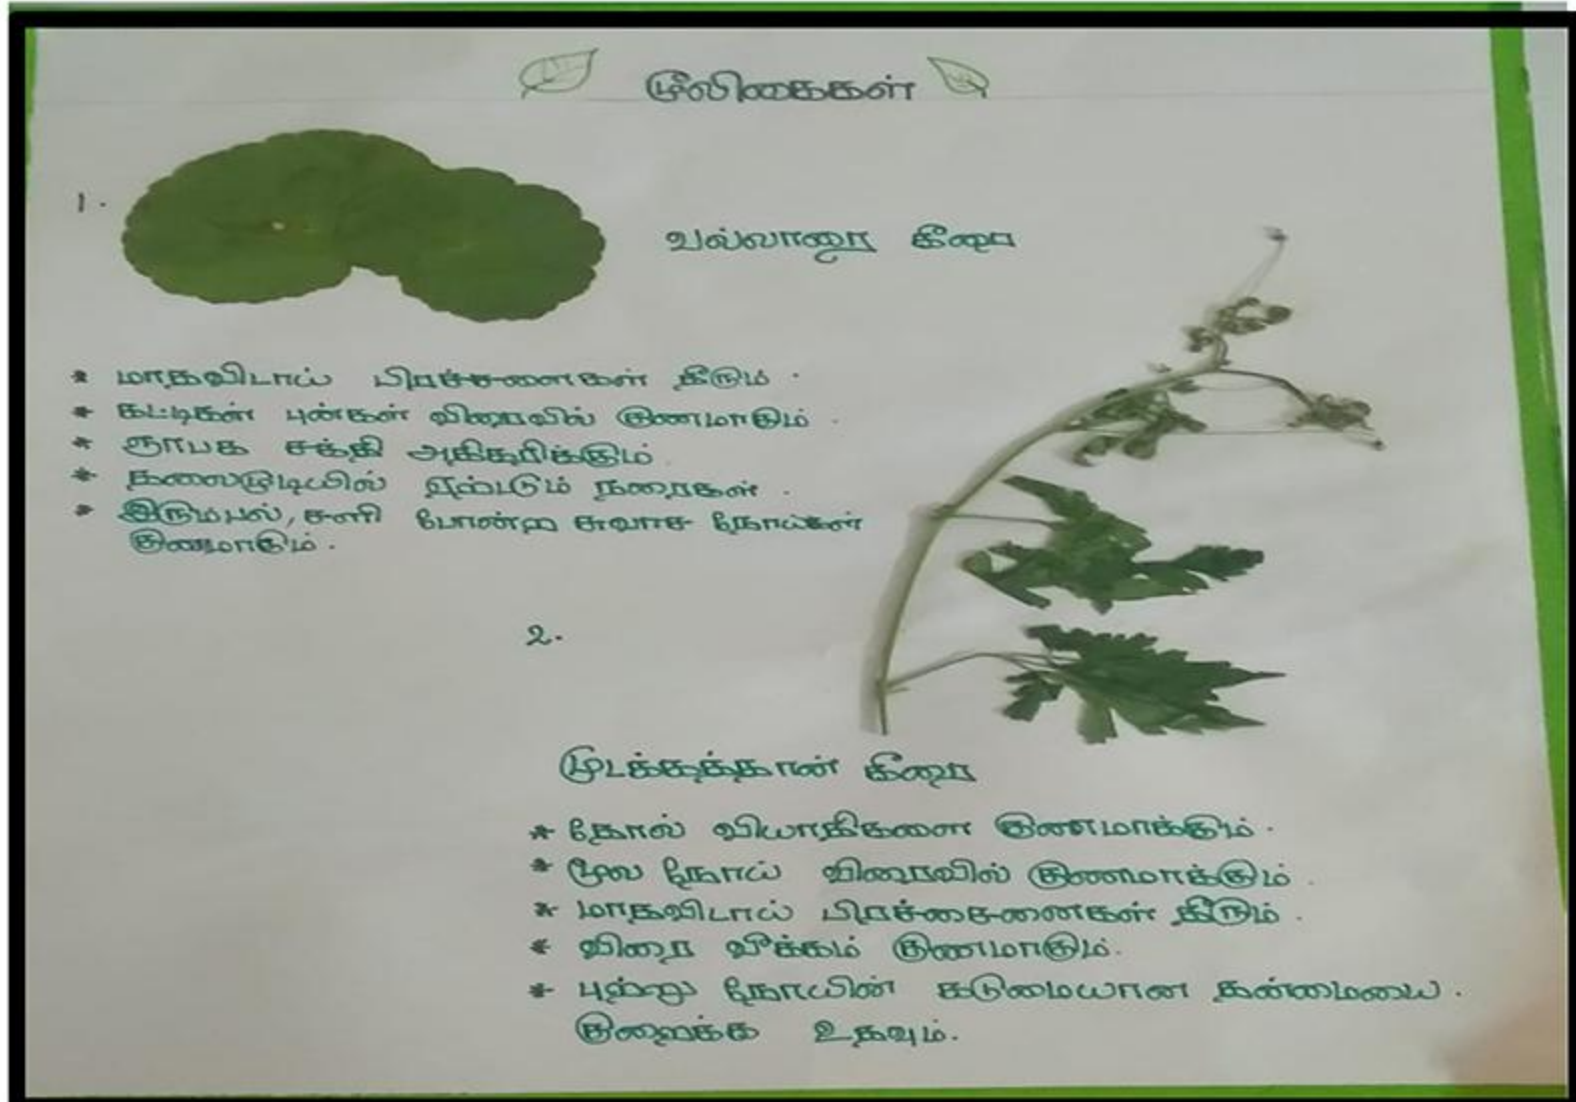 மூலிகைகள்
1.
வல்லாரை கீரை
* மாதவிடாய் பிரச்சனைகள் தீரும்.
* கட்டிகள் புன்கள் விரைவில் குணமாகும்.
* ஞாபக சக்தி அதிகரிக்கும்.
* தலைமுடியில் ஏற்படும் நரைகள்.
* இருமபல், சளி போன்ற சுவாச நோய்கள்
குணமாகும்.
2.
முடக்கத்தான் கீரை
* தோல் வியாதிகளை குணமாக்கும்.
* மூல நோய் விரைவில் குணமாக்கும்.
* மாதவிடாய் பிரச்சைனைகள் தீரும்.
* விரை வீக்கம் குணமாகும்.
* புற்று நோயின் கடுமையான தன்மையை.
குறைக்க உதவும்.